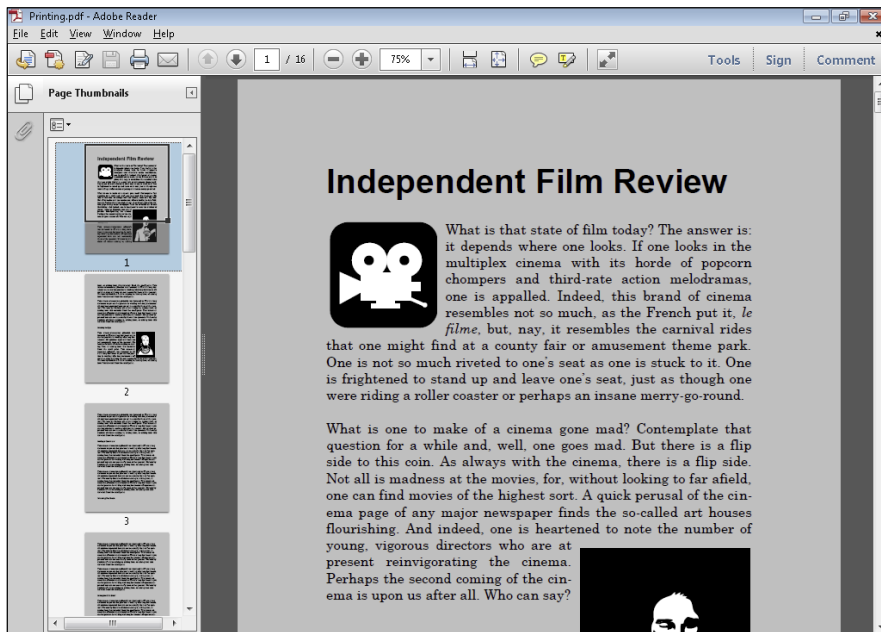 Printing.pdf - Adobe Reader
File Edit View Window Help
1 / 16 75% Tools Sign Comment
Page Thumbnails
Independent Film Review
1
2
3
Independent Film Review
What is that state of film today? The answer is:
it depends where one looks. If one looks in the
multiplex cinema with its horde of popcorn
chompers and third-rate action melodramas,
one is appalled. Indeed, this brand of cinema
resembles not so much, as the French put it, le
filme, but, nay, it resembles the carnival rides
that one might find at a county fair or amusement theme park.
One is not so much riveted to one's seat as one is stuck to it. One
is frightened to stand up and leave one's seat, just as though one
were riding a roller coaster or perhaps an insane merry-go-round.
What is one to make of a cinema gone mad? Contemplate that
question for a while and, well, one goes mad. But there is a flip
side to this coin. As always with the cinema, there is a flip side.
Not all is madness at the movies, for, without looking to far afield,
one can find movies of the highest sort. A quick perusal of the cin-
ema page of any major newspaper finds the so-called art houses
flourishing. And indeed, one is heartened to note the number of
young, vigorous directors who are at
present reinvigorating the cinema.
Perhaps the second coming of the cin-
ema is upon us after all. Who can say?